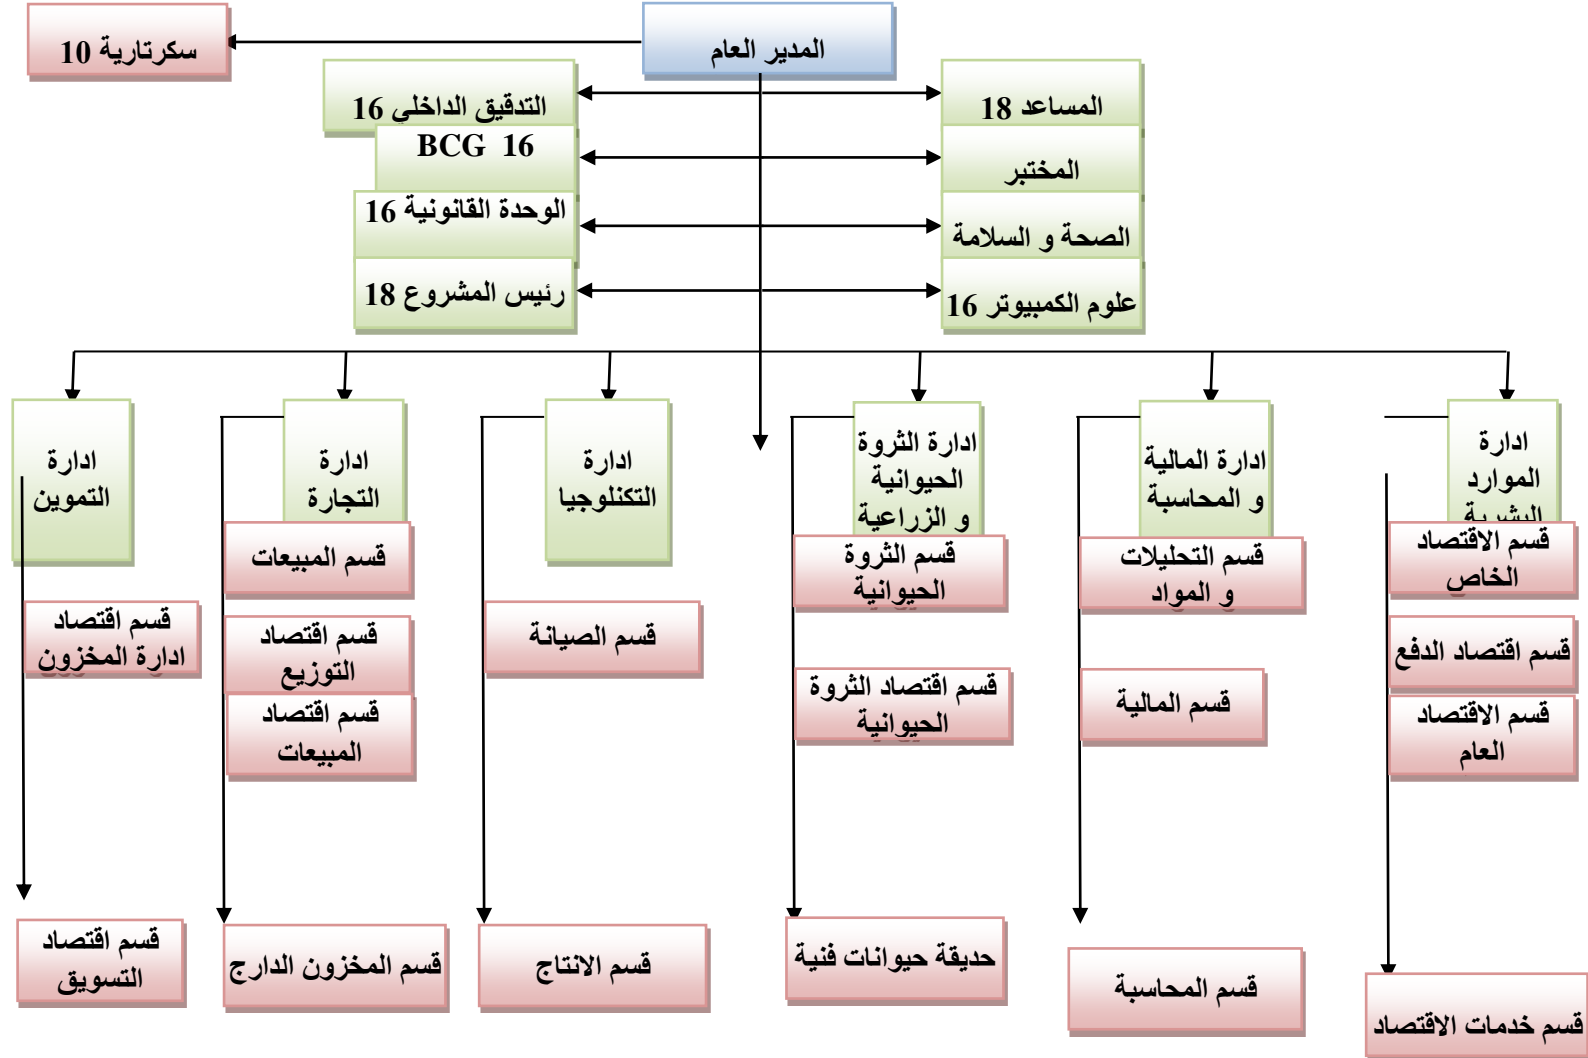 المدير العام
سكرتارية 10
المساعد 18
التدقيق الداخلي 16
المختبر
BCG 16
الصحة و السلامة
الوحدة القانونية 16
علوم الكمبيوتر 16
رئيس المشروع 18
ادارة
الموارد
البشرية
ادارة المالية
و المحاسبة
ادارة الثروة
الحيوانية
و الزراعية
ادارة
التكنلوجيا
ادارة
التجارة
ادارة
التموين
قسم الاقتصاد
الخاص
قسم اقتصاد الدفع
قسم الاقتصاد
العام
قسم خدمات الاقتصاد
قسم التحليلات
و المواد
قسم المالية
قسم المحاسبة
قسم الثروة
الحيوانية
قسم اقتصاد الثروة
الحيوانية
حديقة حيوانات فنية
قسم الصيانة
قسم الانتاج
قسم المبيعات
قسم اقتصاد
التوزيع
قسم اقتصاد
المبيعات
قسم المخزون الدارج
قسم اقتصاد
ادارة المخزون
قسم اقتصاد
التسويق